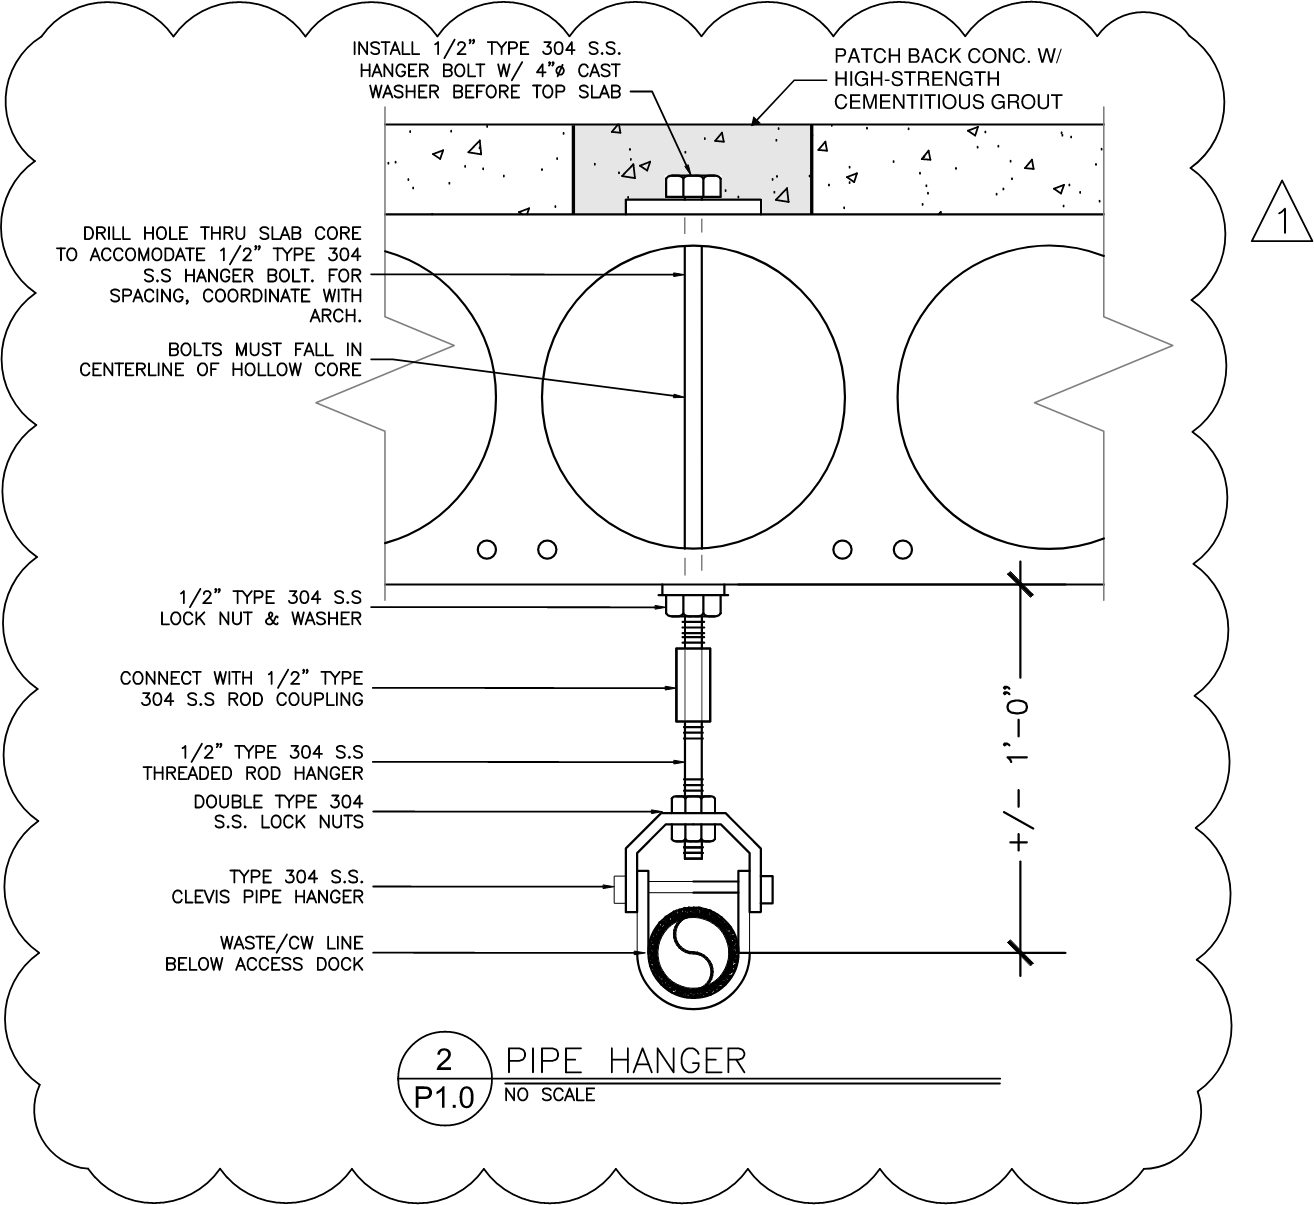 INSTALL 1/2" TYPE 304 S.S.
HANGER BOLT W/ 4"ø CAST
WASHER BEFORE TOP SLAB
PATCH BACK CONC. W/
HIGH-STRENGTH
CEMENTITIOUS GROUT
1
DRILL HOLE THRU SLAB CORE
TO ACCOMODATE 1/2" TYPE 304
S.S HANGER BOLT. FOR
SPACING, COORDINATE WITH
ARCH.
BOLTS MUST FALL IN
CENTERLINE OF HOLLOW CORE
1/2" TYPE 304 S.S
LOCK NUT & WASHER
CONNECT WITH 1/2" TYPE
304 S.S ROD COUPLING
1/2" TYPE 304 S.S
THREADED ROD HANGER
DOUBLE TYPE 304
S.S. LOCK NUTS
TYPE 304 S.S.
CLEVIS PIPE HANGER
WASTE/CW LINE
BELOW ACCESS DOCK
+/- 1'-0"
2
P1.0
PIPE HANGER
NO SCALE